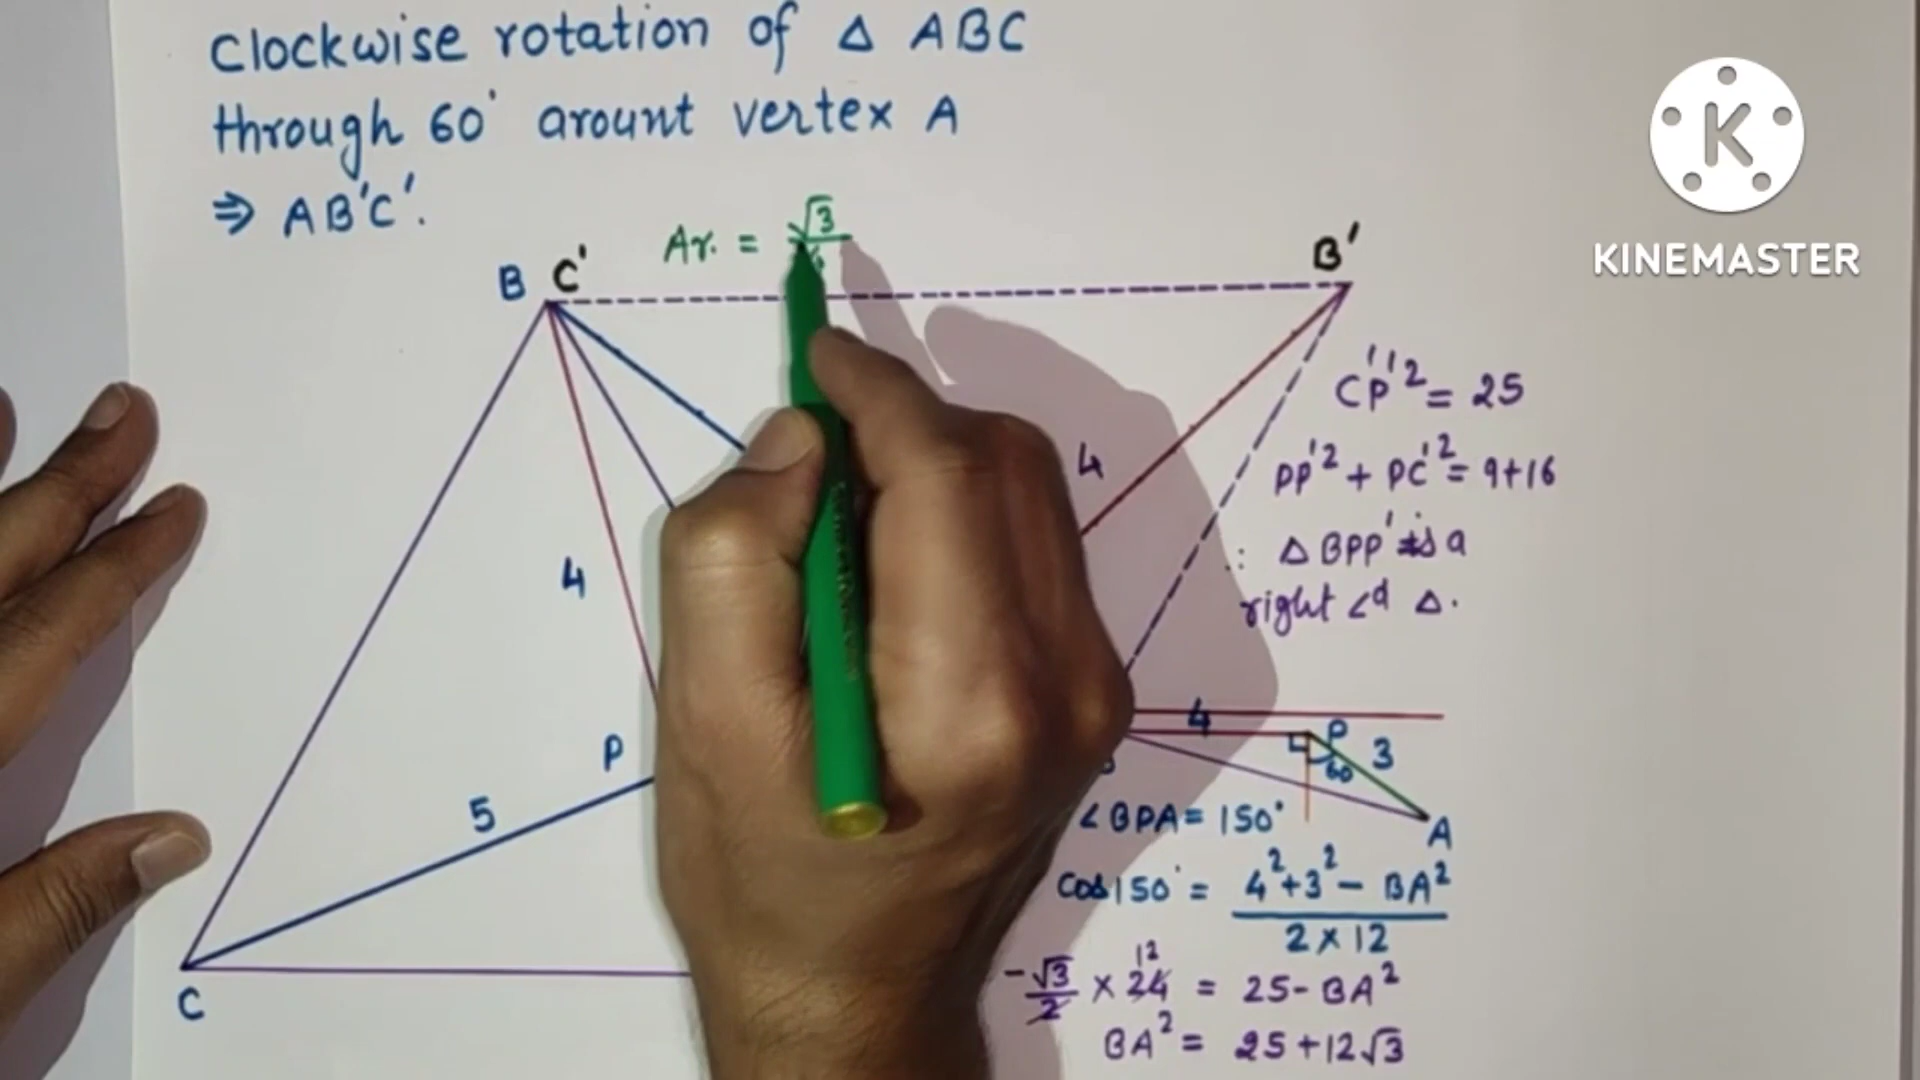 Clockwise rotation of Δ ABC
through 60° arount vertex A
⇒ AB'C'.
Ar. = √3/4
B C'
B'
K
KINEMASTER
CP''² = 25
4
PP'² + PC'² = 9+16
∴ Δ BPP' is a
4
right ∠d Δ.
4
P
P
3
60
5
∠BPA = 150°
A
Cos150° = (4²+3² - BA²)/(2×12)
C
-√3/2 × 24 12 = 25 - BA²
BA² = 25 + 12√3